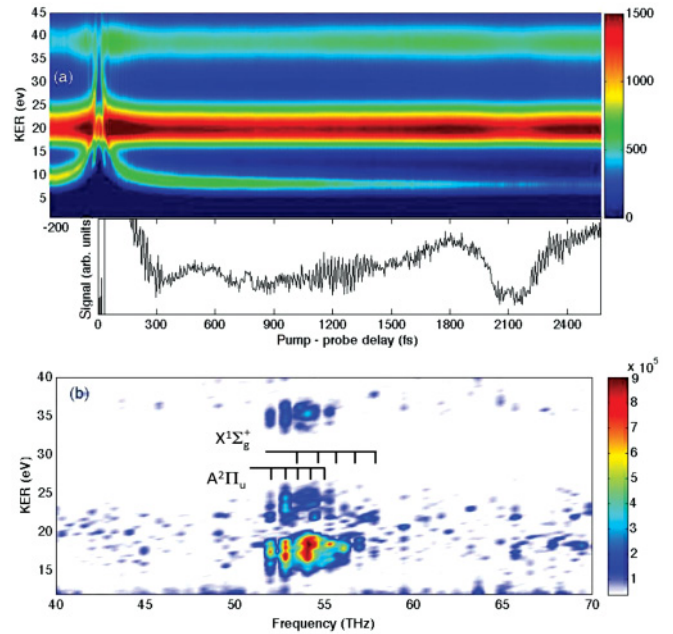 45
40
35
30
25
20
15
10
5
KER (ev)
(a)
1500
1000
500
0
-200
Signal (arb. units)
0 300 600 900 1200 1500 1800 2100 2400
Pump - probe delay (fs)
x 10⁵
40
35
30
25
20
15
KER (eV)
(b)
X¹Σg⁺
A²Πu
9
8
7
6
5
4
3
2
1
40 45 50 55 60 65 70
Frequency (THz)